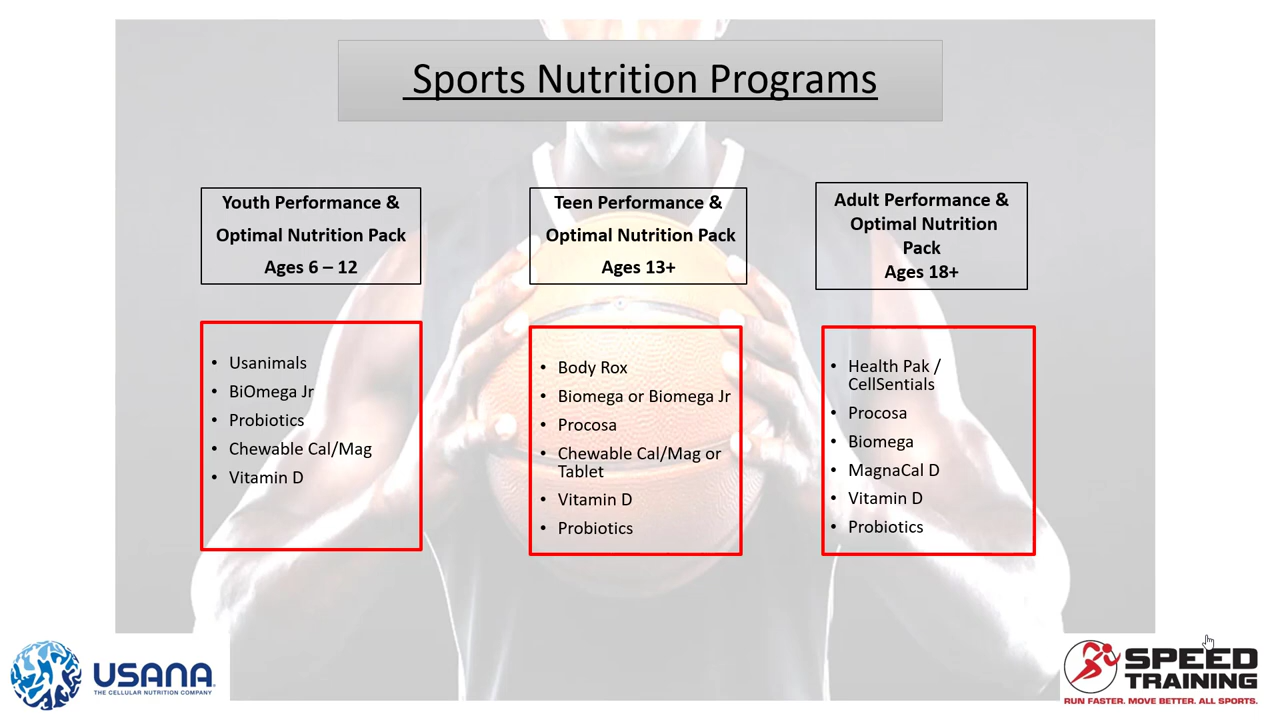 Sports Nutrition Programs
Youth Performance &
Optimal Nutrition Pack
Ages 6 – 12
• Usanimals
• BiOmega Jr
• Probiotics
• Chewable Cal/Mag
• Vitamin D
Teen Performance &
Optimal Nutrition Pack
Ages 13+
• Body Rox
• Biomega or Biomega Jr
• Procosa
• Chewable Cal/Mag or
Tablet
• Vitamin D
• Probiotics
Adult Performance &
Optimal Nutrition
Pack
Ages 18+
• Health Pak /
CellSentials
• Procosa
• Biomega
• MagnaCal D
• Vitamin D
• Probiotics
USANA
THE CELLULAR NUTRITION COMPANY
SPEED
TRAINING
RUN FASTER. MOVE BETTER. ALL SPORTS.